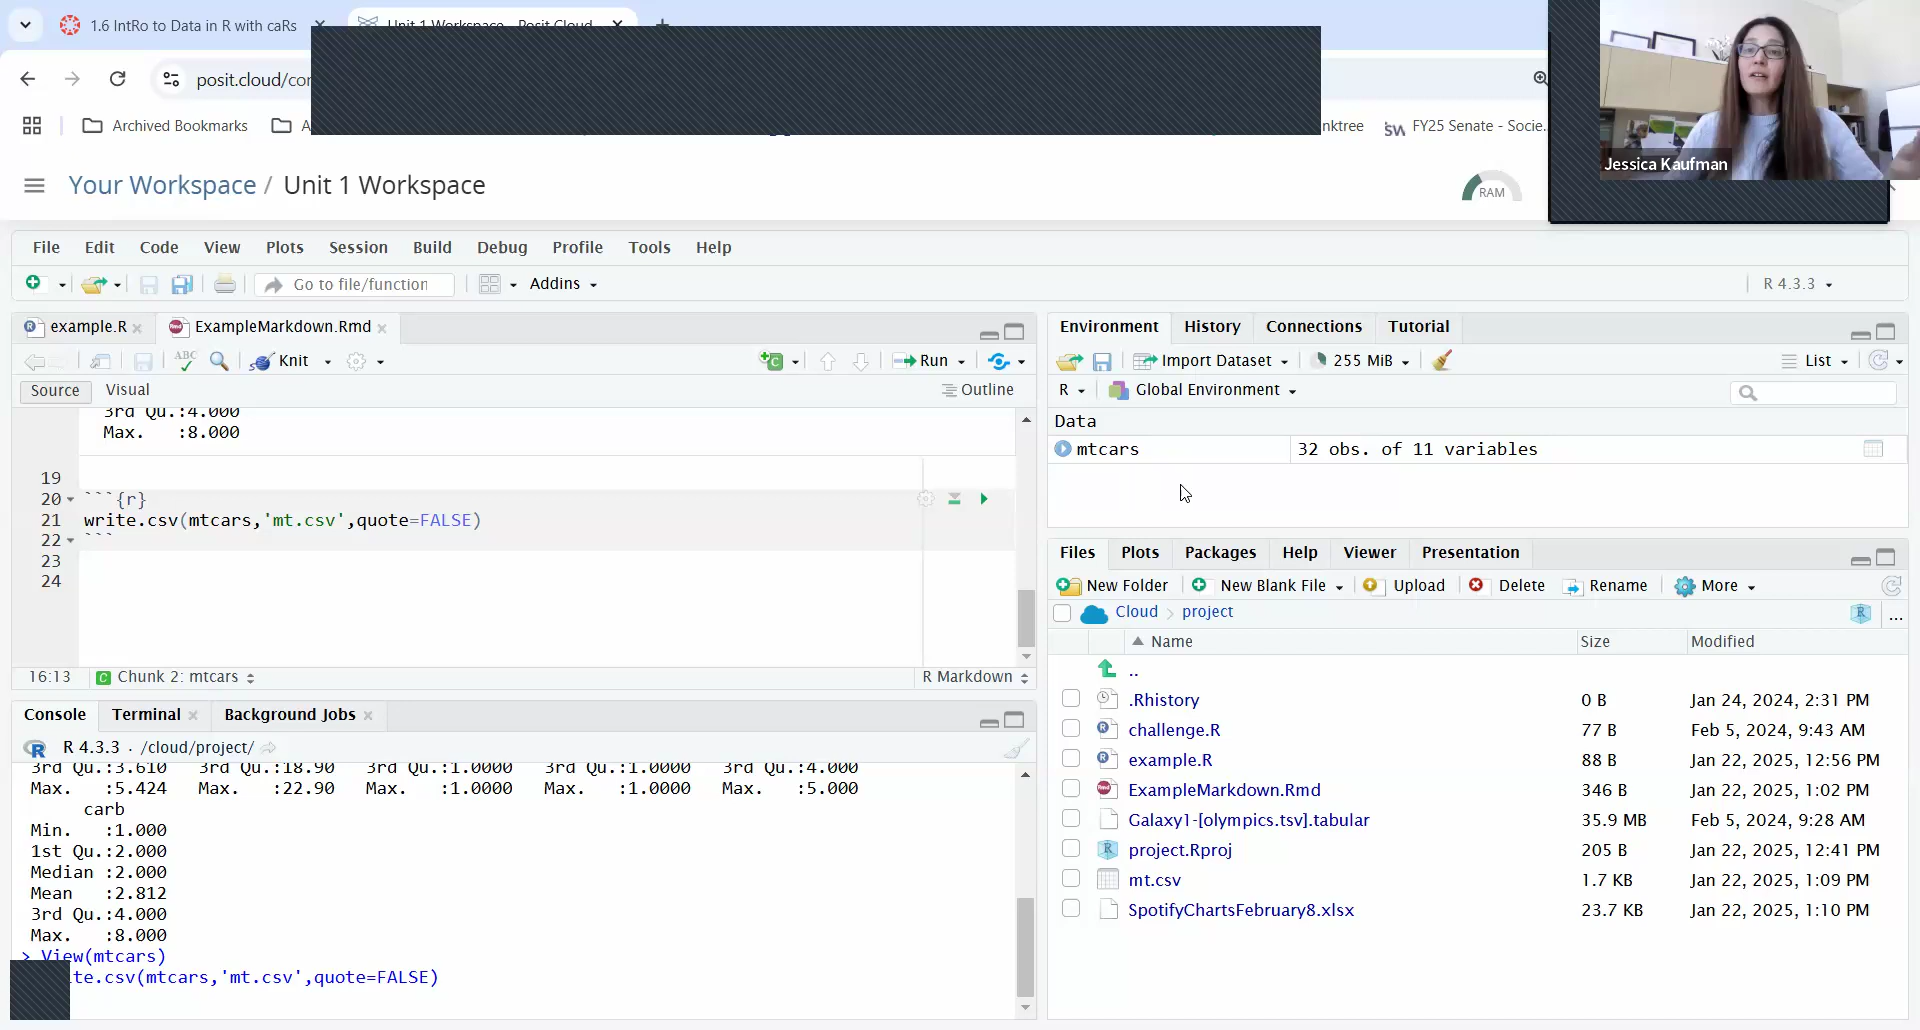 1.6 IntRo to Data in R with caRs
Unit 1 Workspace - Posit Cloud
posit.cloud/co
Archived Bookmarks
nktree
SW FY25 Senate - Socie...
Jessica Kaufman
Your Workspace / Unit 1 Workspace
RAM
File Edit Code View Plots Session Build Debug Profile Tools Help
Go to file/function
Addins
R 4.3.3
example.R
ExampleMarkdown.Rmd
ABC
Knit
Run
Source Visual
Outline
3rd Qu.:4.000
Max. :8.000
19
20 ```{r}
21 write.csv(mtcars,'mt.csv',quote=FALSE)
22 ```
23
24
16:13 Chunk 2: mtcars
R Markdown
Console Terminal Background Jobs
R 4.3.3 · /cloud/project/
3rd Qu.:3.610 3rd Qu.:18.90 3rd Qu.:1.0000 3rd Qu.:1.0000 3rd Qu.:4.000
Max. :5.424 Max. :22.90 Max. :1.0000 Max. :1.0000 Max. :5.000
carb
Min. :1.000
1st Qu.:2.000
Median :2.000
Mean :2.812
3rd Qu.:4.000
Max. :8.000
> View(mtcars)
te.csv(mtcars,'mt.csv',quote=FALSE)
Environment History Connections Tutorial
Import Dataset 255 MiB List
R Global Environment
Data
mtcars 32 obs. of 11 variables
Files Plots Packages Help Viewer Presentation
New Folder New Blank File Upload Delete Rename More
Cloud > project
...
Name Size Modified
..
.Rhistory 0 B Jan 24, 2024, 2:31 PM
challenge.R 77 B Feb 5, 2024, 9:43 AM
example.R 88 B Jan 22, 2025, 12:56 PM
ExampleMarkdown.Rmd 346 B Jan 22, 2025, 1:02 PM
Galaxy1-[olympics.tsv].tabular 35.9 MB Feb 5, 2024, 9:28 AM
project.Rproj 205 B Jan 22, 2025, 12:41 PM
mt.csv 1.7 KB Jan 22, 2025, 1:09 PM
SpotifyChartsFebruary8.xlsx 23.7 KB Jan 22, 2025, 1:10 PM